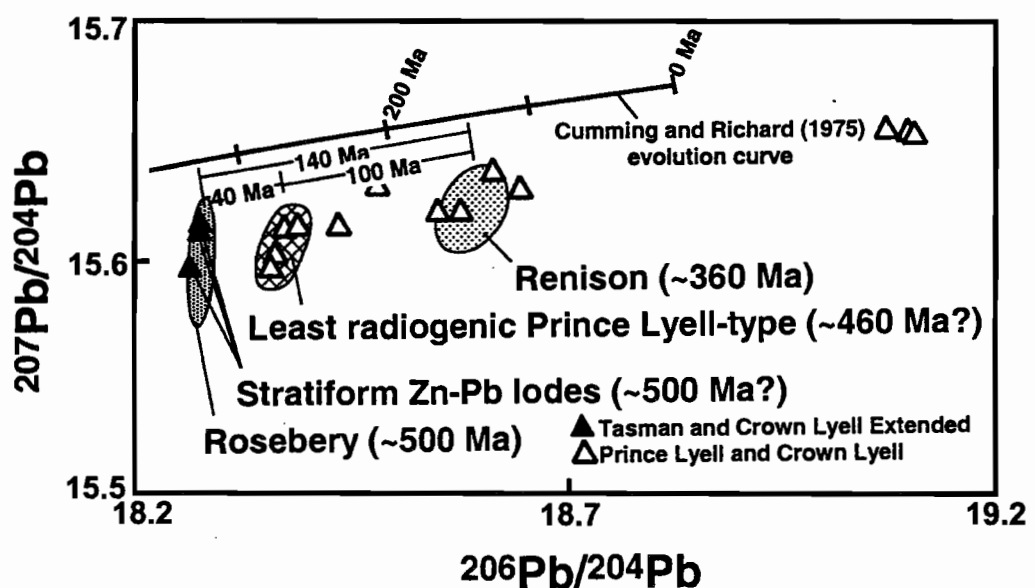 15.7
200 Ma
0 Ma
Cumming and Richard (1975)
evolution curve
140 Ma
100 Ma
40 Ma
207Pb/204Pb
15.6
Renison (~360 Ma)
Least radiogenic Prince Lyell-type (~460 Ma?)
Stratiform Zn-Pb lodes (~500 Ma?)
Rosebery (~500 Ma)
Tasman and Crown Lyell Extended
Prince Lyell and Crown Lyell
15.5
18.2
18.7
19.2
206Pb/204Pb